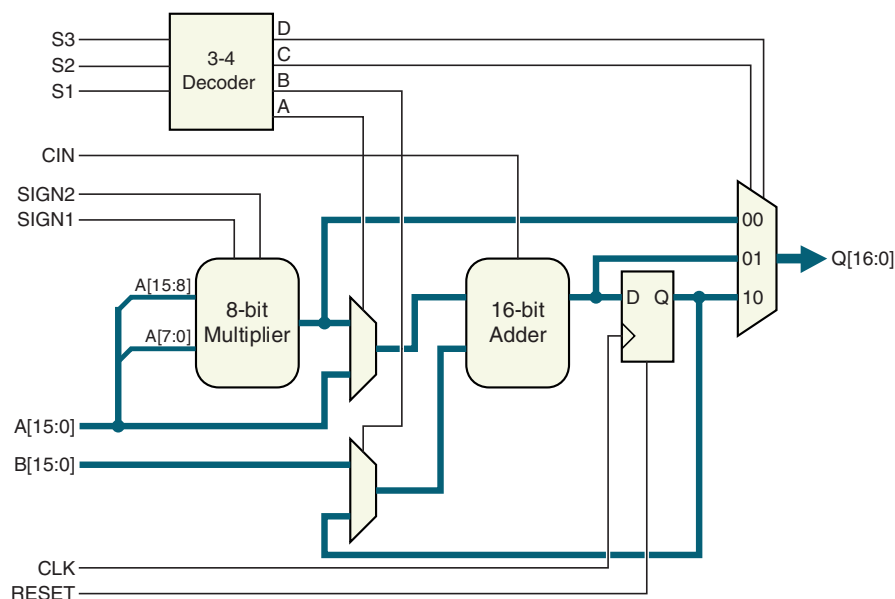 S3
S2
S1
3-4
Decoder
D
C
B
A
CIN
SIGN2
SIGN1
A[15:8]
A[7:0]
8-bit
Multiplier
16-bit
Adder
D Q
00
01
10
Q[16:0]
A[15:0]
B[15:0]
CLK
RESET